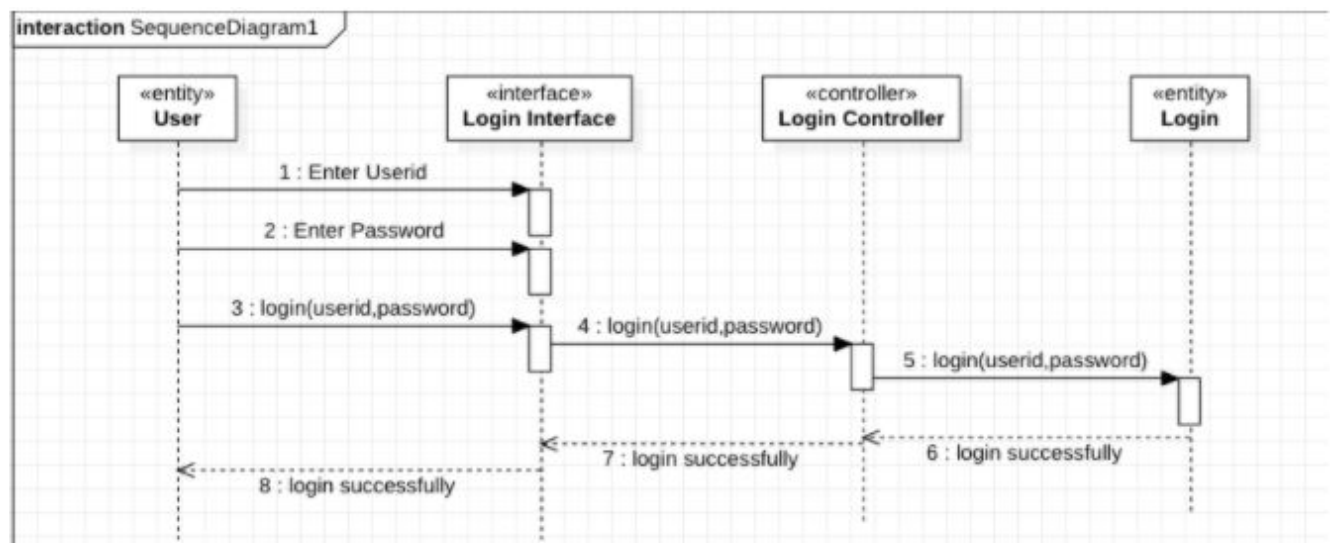 interaction SequenceDiagram1
«entity»
User
«interface»
Login Interface
«controller»
Login Controller
«entity»
Login
1 : Enter Userid
2 : Enter Password
3 : login(userid,password)
4 : login(userid,password)
5 : login(userid,password)
6 : login successfully
7 : login successfully
8 : login successfully